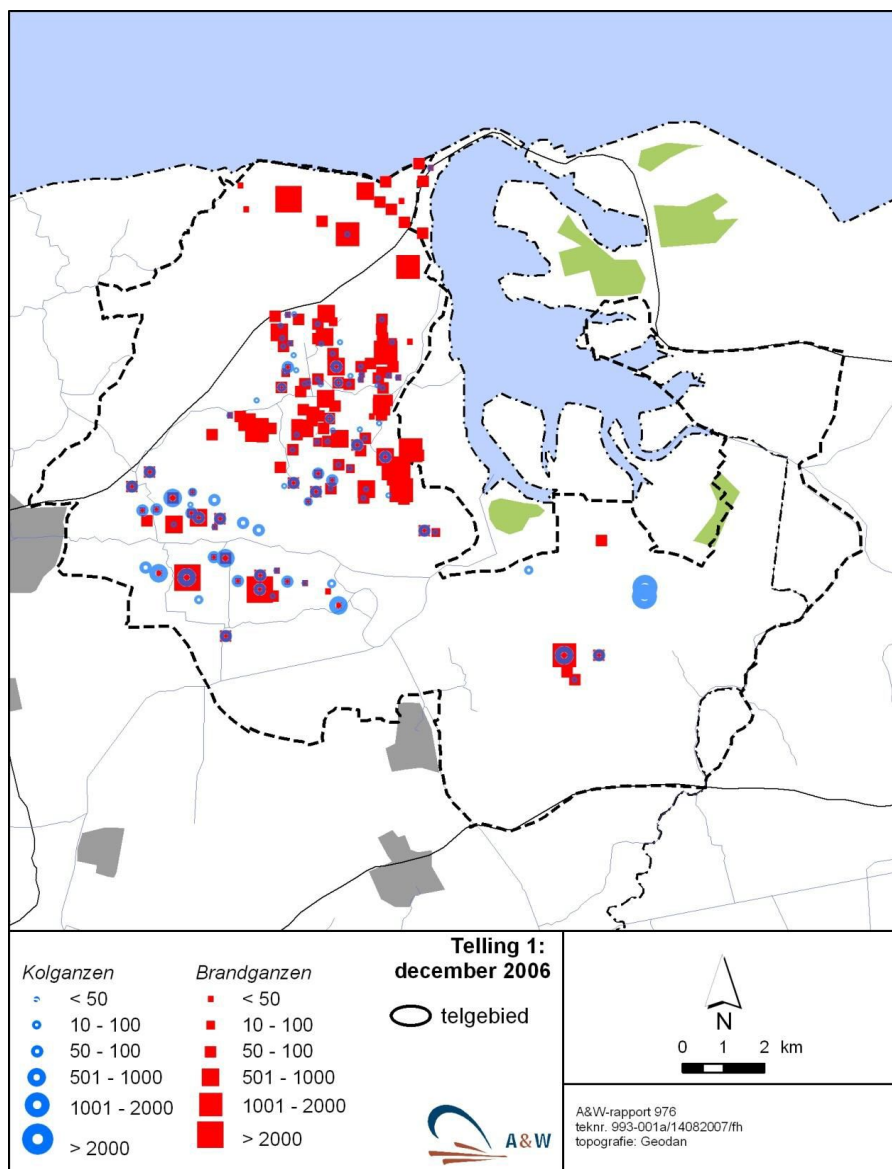 Telling 1:
december 2006
Kolganzen
< 50
10 - 100
50 - 100
501 - 1000
1001 - 2000
> 2000
Brandganzen
< 50
10 - 100
50 - 100
501 - 1000
1001 - 2000
> 2000
telgebied
A&W
N
0 1 2 km
A&W-rapport 976
teknr. 993-001a/14082007/fh
topografie: Geodan